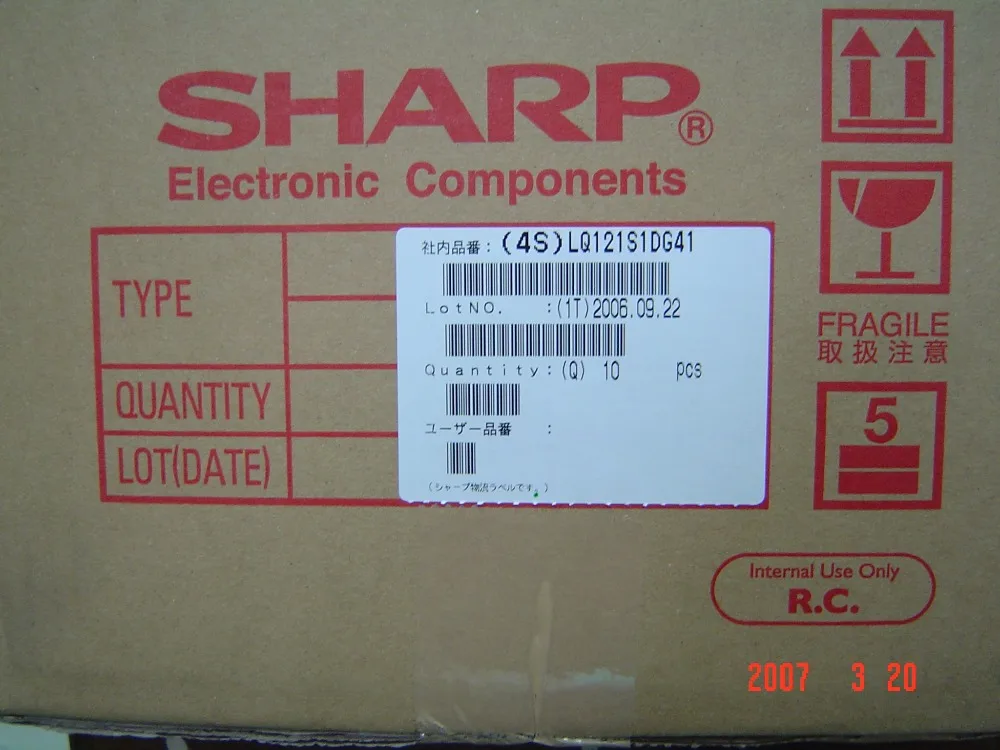 SHARP®
Electronic Components
TYPE
QUANTITY
LOT(DATE)
社内品番：(4S)LQ121S1DG41
LotNO. :(1T)2006.09.22
Quantity:(Q) 10 pcs
ユーザー品番 :
(シャープ物流ラベルです。)
FRAGILE
取扱注意
5
Internal Use Only
R.C.
2007 3 20